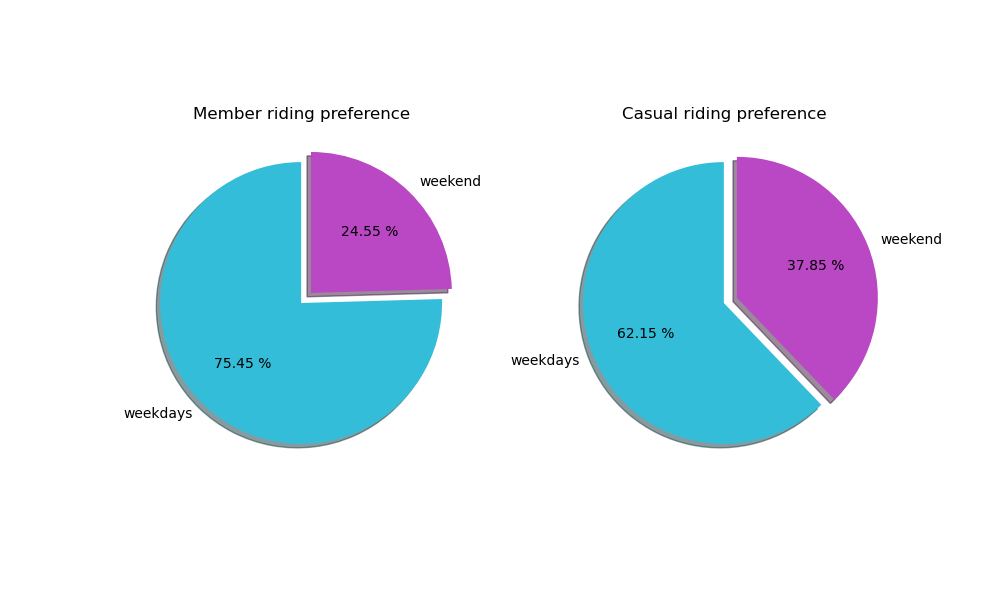 Member riding preference
weekend
24.55 %
75.45 %
weekdays
Casual riding preference
weekend
37.85 %
62.15 %
weekdays